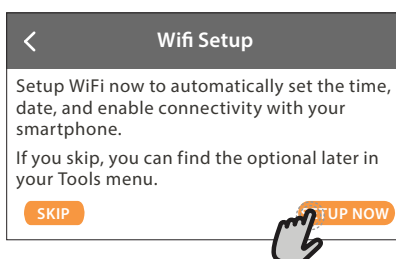 Wifi Setup
Setup WiFi now to automatically set the time,
date, and enable connectivity with your
smartphone.
If you skip, you can find the optional later in
your Tools menu.
SKIP
SETUP NOW